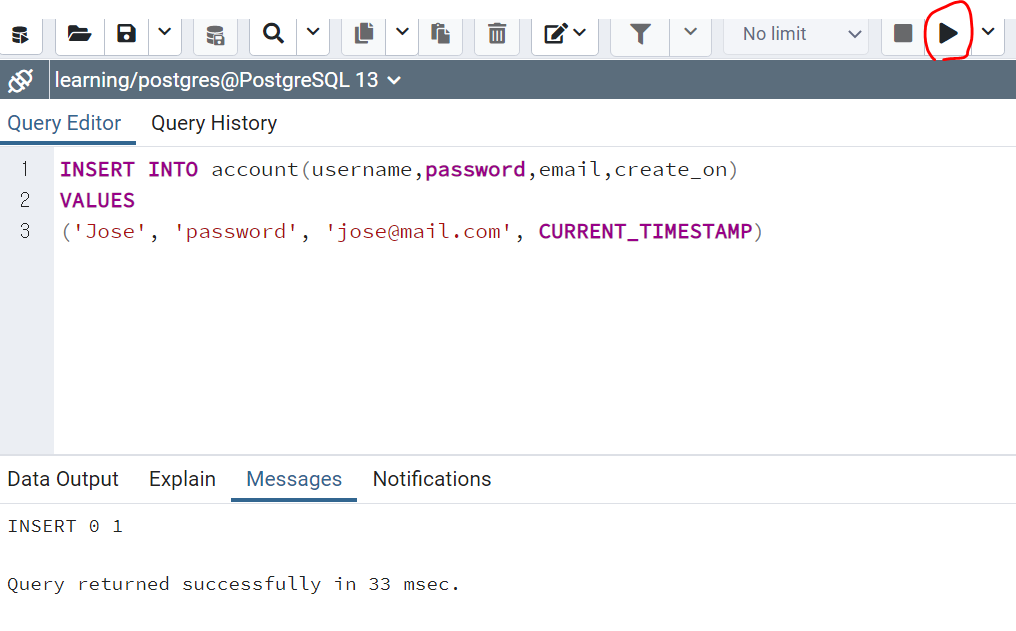 No limit
learning/postgres@PostgreSQL 13
Query Editor Query History
1 INSERT INTO account(username,password,email,create_on)
2 VALUES
3 ('Jose', 'password', 'jose@mail.com', CURRENT_TIMESTAMP)
Data Output Explain Messages Notifications
INSERT 0 1
Query returned successfully in 33 msec.